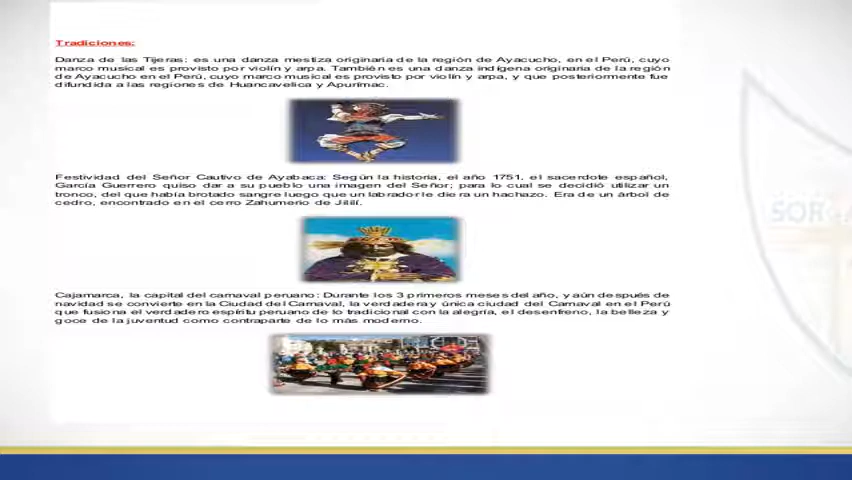 Tradiciones:
Danza de las Tijeras: es una danza mestiza originaria de la región de Ayacucho, en el Perú, cuyo
marco musical es provisto por violín y arpa. También es una danza indígena originaria de la región
de Ayacucho en el Perú, cuyo marco musical es provisto por violín y arpa, y que posteriormente fue
difundida a las regiones de Huancavelica y Apurímac.
Festividad del Señor Cautivo de Ayabaca: Según la historia, el año 1751, el sacerdote español,
García Guerrero quiso dar a su pueblo una imagen del Señor; para lo cual se decidió utilizar un
tronco, del que había brotado sangre luego que un labrador le diera un hachazo. Era de un árbol de
cedro, encontrado en el cerro Zahumerio de Jililí.
Cajamarca, la capital del carnaval peruano: Durante los 3 primeros meses del año, y aún después de
navidad se convierte en la Ciudad del Carnaval, la verdadera y única ciudad del Carnaval en el Perú
que fusiona el verdadero espíritu peruano de lo tradicional con la alegría, el desenfreno, la belleza y
goce de la juventud como contraparte de lo más moderno.
SOR